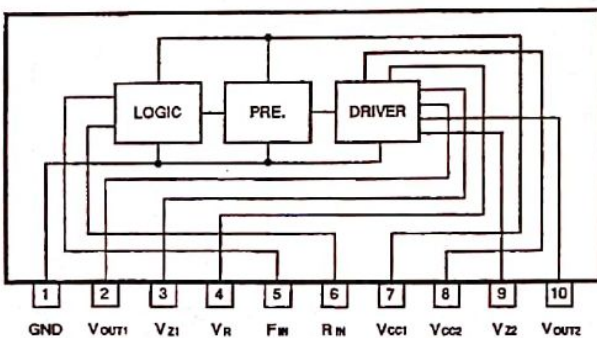 LOGIC PRE. DRIVER
1 2 3 4 5 6 7 8 9 10
GND VOUT1 VZ1 VR FIN RIN VCC1 VCC2 VZ2 VOUT2